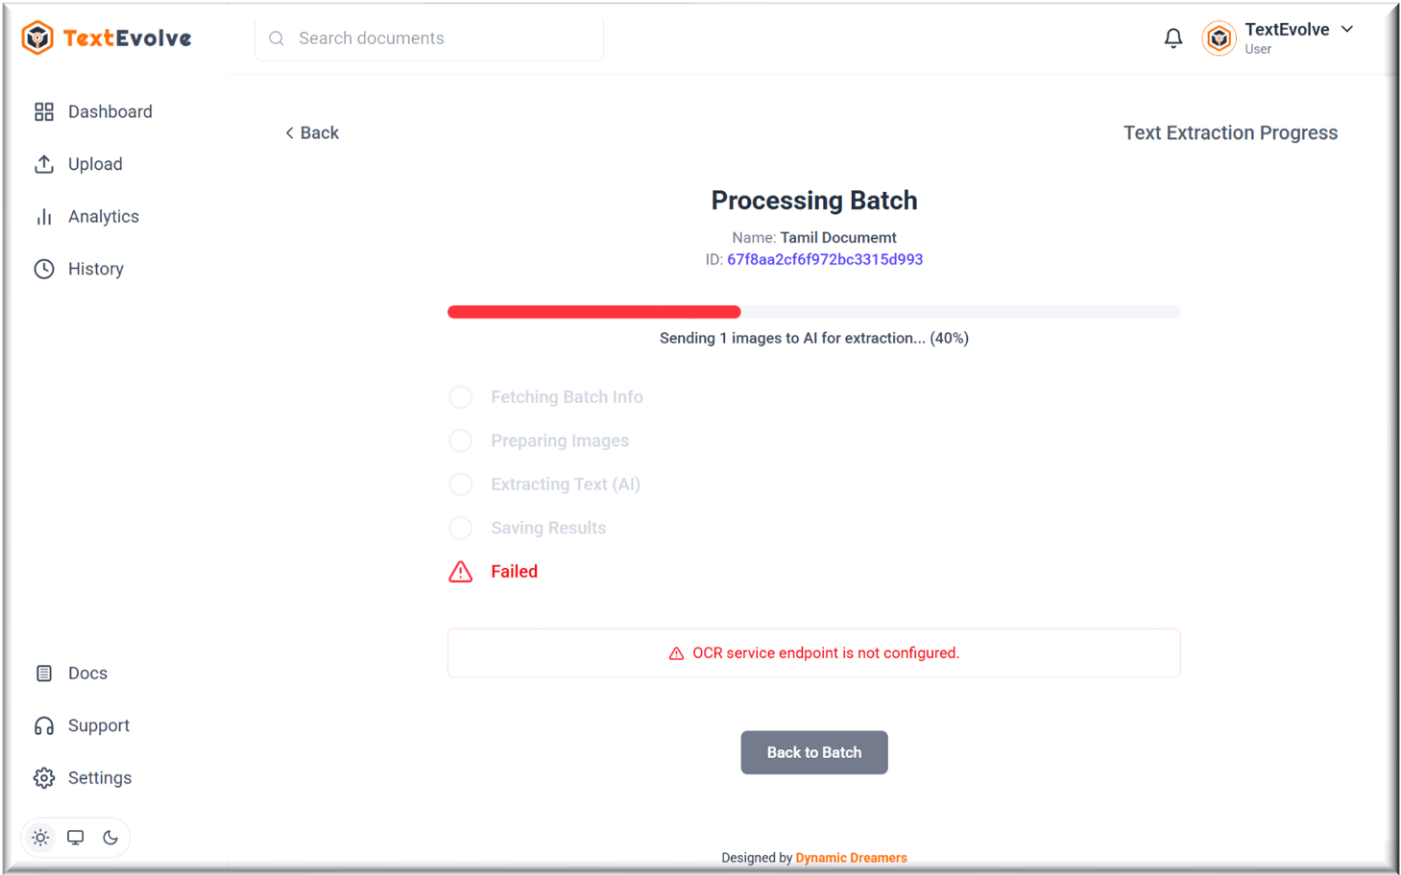 TextEvolve
Search documents
TextEvolve
User
Dashboard
Upload
Analytics
History
Back
Text Extraction Progress
Processing Batch
Name: Tamil Documemt
ID: 67f8aa2cf6f972bc3315d993
Sending 1 images to AI for extraction... (40%)
Fetching Batch Info
Preparing Images
Extracting Text (AI)
Saving Results
Failed
OCR service endpoint is not configured.
Back to Batch
Docs
Support
Settings
Designed by Dynamic Dreamers